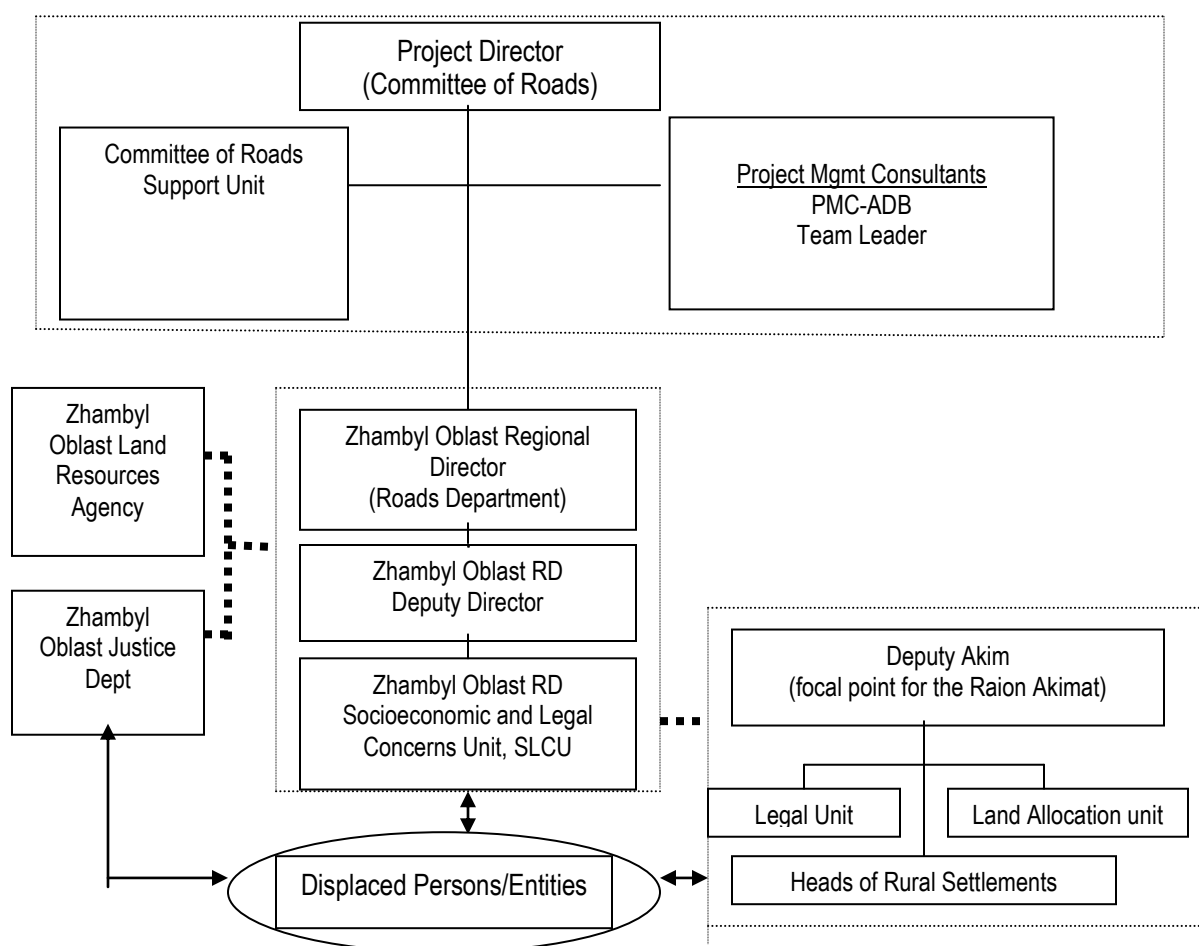 Project Director
(Committee of Roads)
Committee of Roads
Support Unit
Project Mgmt Consultants
PMC-ADB
Team Leader
Zhambyl
Oblast Land
Resources
Agency
Zhambyl Oblast Regional
Director
(Roads Department)
Zhambyl Oblast RD
Deputy Director
Zhambyl
Oblast Justice
Dept
Zhambyl Oblast RD
Socioeconomic and Legal
Concerns Unit, SLCU
Deputy Akim
(focal point for the Raion Akimat)
Legal Unit
Land Allocation unit
Heads of Rural Settlements
Displaced Persons/Entities